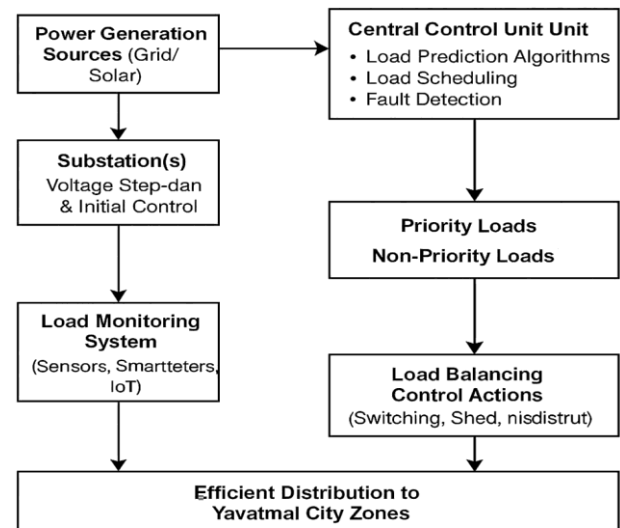 Power Generation
Sources (Grid/
Solar)
Central Control Unit Unit
• Load Prediction Algorithms
• Load Scheduling
• Fault Detection
Substation(s)
Voltage Step-dan
& Initial Control
Priority Loads
Non-Priority Loads
Load Monitoring
System
(Sensors, Smartteters,
IoT)
Load Balancing
Control Actions
(Switching, Shed, nisdistrut)
Efficient Distribution to
Yavatmal City Zones